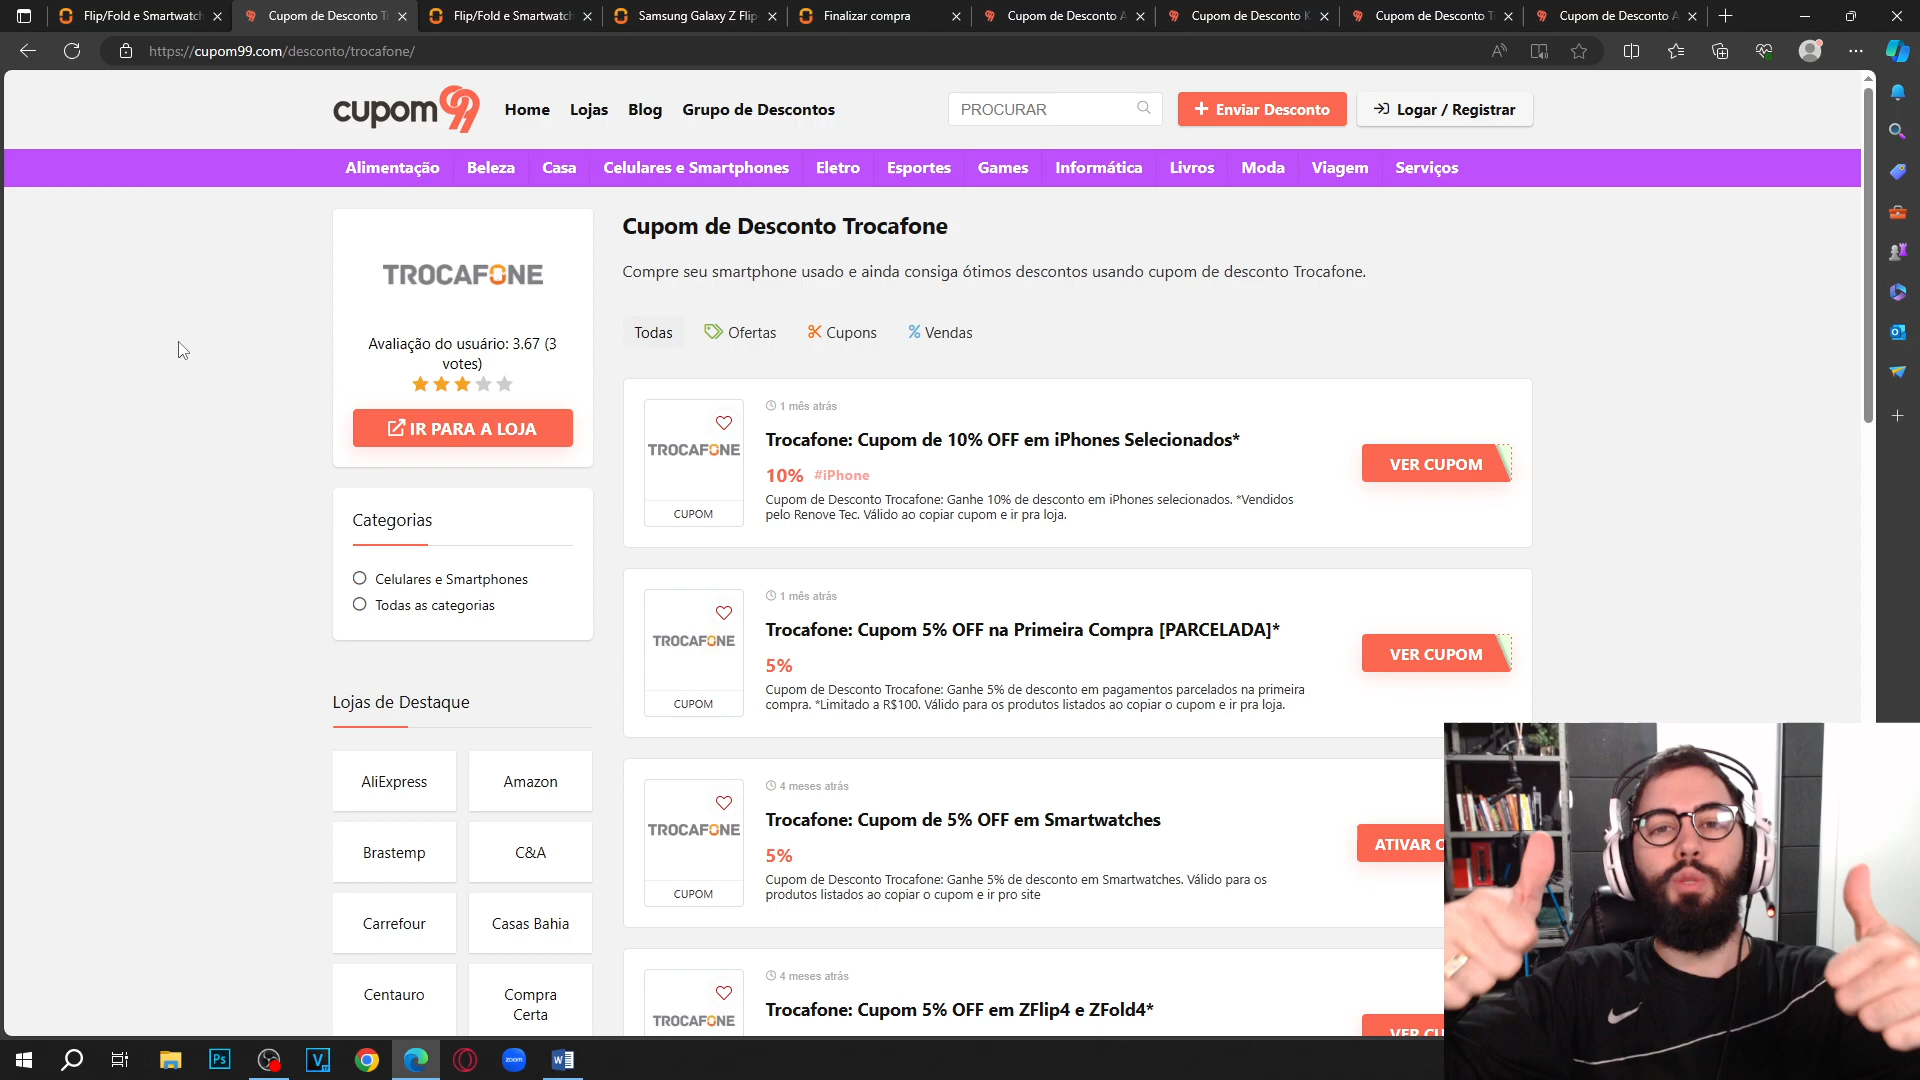 Flip/Fold e Smartwatch
Cupom de Desconto T
Flip/Fold e Smartwatch
Samsung Galaxy Z Flip
Finalizar compra
Cupom de Desconto A
Cupom de Desconto K
Cupom de Desconto T
Cupom de Desconto A
https://cupom99.com/desconto/trocafone/
cupom99
Home
Lojas
Blog
Grupo de Descontos
PROCURAR
Enviar Desconto
Logar / Registrar
Alimentação
Beleza
Casa
Celulares e Smartphones
Eletro
Esportes
Games
Informática
Livros
Moda
Viagem
Serviços
TROCAFONE
Avaliação do usuário: 3.67 (3
votes)
IR PARA A LOJA
Categorias
Celulares e Smartphones
Todas as categorias
Lojas de Destaque
AliExpress
Amazon
Brastemp
C&A
Carrefour
Casas Bahia
Centauro
Compra
Certa
Cupom de Desconto Trocafone
Compre seu smartphone usado e ainda consiga ótimos descontos usando cupom de desconto Trocafone.
Todas
Ofertas
Cupons
Vendas
TROCAFONE
CUPOM
1 mês atrás
Trocafone: Cupom de 10% OFF em iPhones Selecionados*
10% #iPhone
Cupom de Desconto Trocafone: Ganhe 10% de desconto em iPhones selecionados. *Vendidos
pelo Renove Tec. Válido ao copiar cupom e ir pra loja.
VER CUPOM
TROCAFONE
CUPOM
1 mês atrás
Trocafone: Cupom 5% OFF na Primeira Compra [PARCELADA]*
5%
Cupom de Desconto Trocafone: Ganhe 5% de desconto em pagamentos parcelados na primeira
compra. *Limitado a R$100. Válido para os produtos listados ao copiar o cupom e ir pra loja.
VER CUPOM
TROCAFONE
CUPOM
4 meses atrás
Trocafone: Cupom de 5% OFF em Smartwatches
5%
Cupom de Desconto Trocafone: Ganhe 5% de desconto em Smartwatches. Válido para os
produtos listados ao copiar o cupom e ir pro site
ATIVAR
TROCAFONE
4 meses atrás
Trocafone: Cupom 5% OFF em ZFlip4 e ZFold4*
VER CU
Ps
V
zoom
W